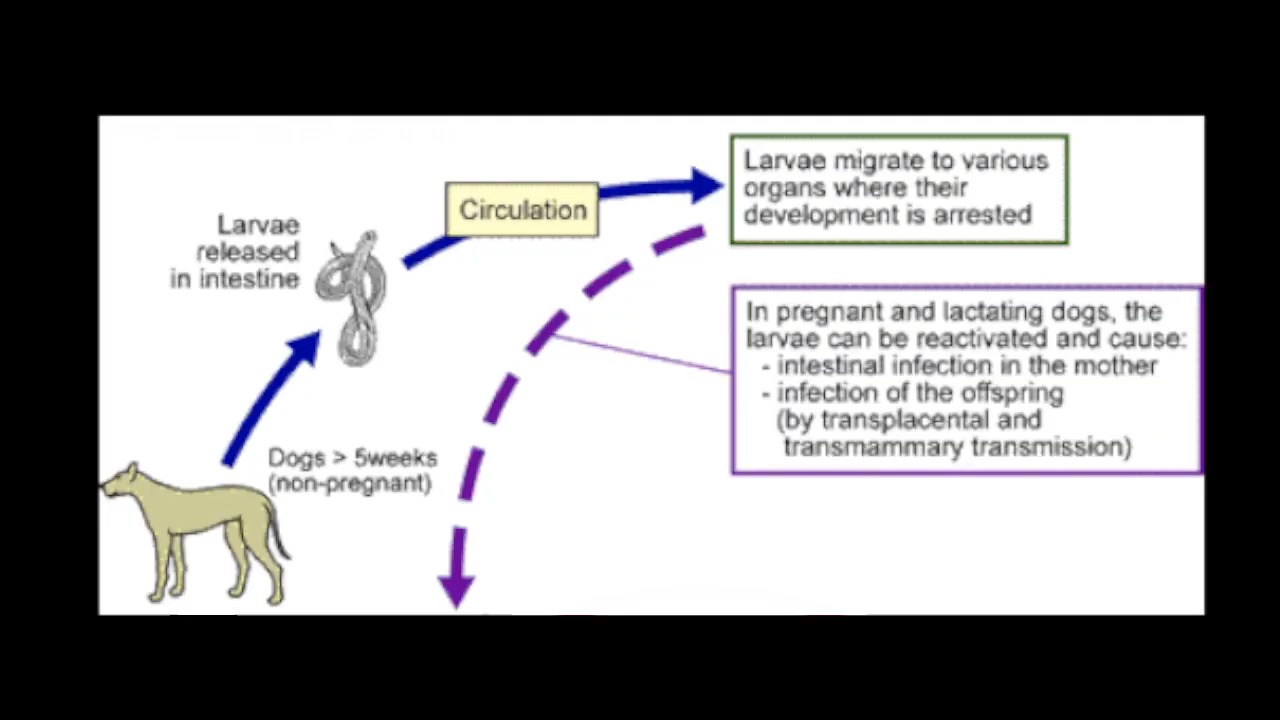 Larvae
released
in intestine
Circulation
Larvae migrate to various
organs where their
development is arrested
In pregnant and lactating dogs, the
larvae can be reactivated and cause:
- intestinal infection in the mother
- infection of the offspring
(by transplacental and
transmammary transmission)
Dogs > 5weeks
(non-pregnant)